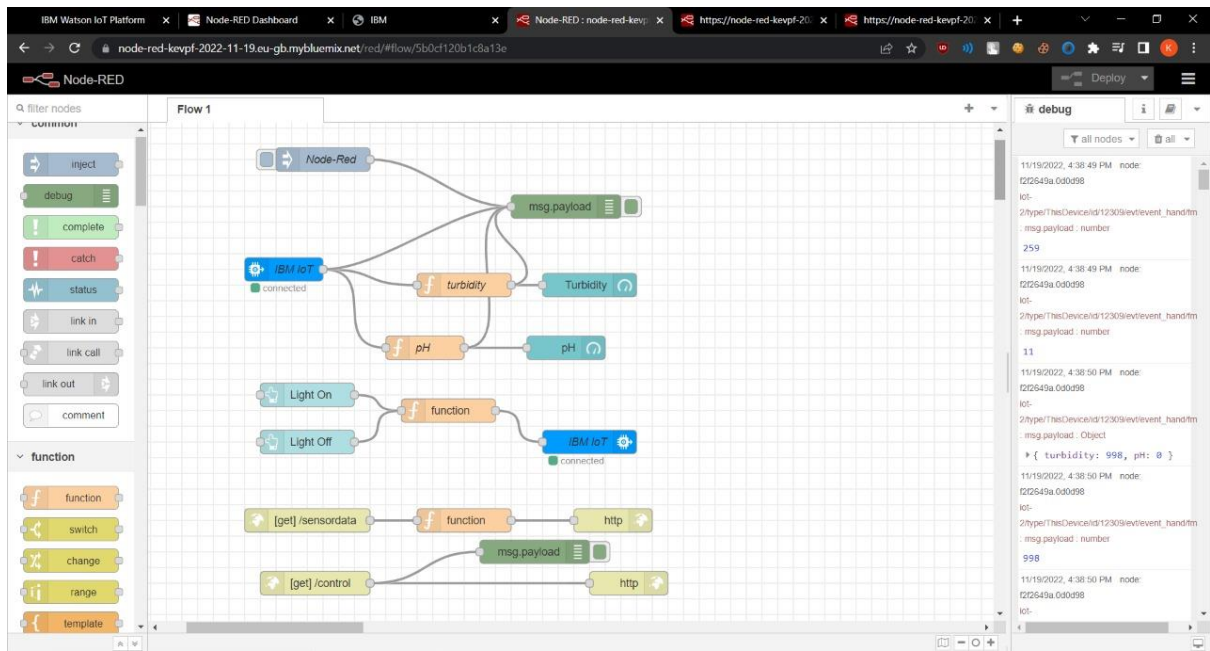 IBM Watson IoT Platform
Node-RED Dashboard
IBM
Node-RED : node-red-kevp
https://node-red-kevpf-20
https://node-red-kevpf-20
node-red-kevpf-2022-11-19.eu-gb.mybluemix.net/red/#flow/5b0cf120b1c8a13e
K
Node-RED
Deploy
filter nodes
common
inject
debug
complete
catch
status
link in
link call
link out
comment
function
function
switch
change
range
template
Flow 1
Node-Red
msg.payload
IBM IoT
connected
turbidity
Turbidity
pH
pH
Light On
function
Light Off
IBM IoT
connected
[get] /sensordata
function
http
msg.payload
[get] /control
http
debug
i
all nodes
all
11/19/2022, 4:38:49 PM node:
f2f2649a.0d0d98
iot-
2/type/ThisDevice/id/12309/evt/event_hand/fm
: msg.payload : number
259
11/19/2022, 4:38:49 PM node:
f2f2649a.0d0d98
iot-
2/type/ThisDevice/id/12309/evt/event_hand/fm
: msg.payload : number
11
11/19/2022, 4:38:50 PM node:
f2f2649a.0d0d98
iot-
2/type/ThisDevice/id/12309/evt/event_hand/fm
: msg.payload : Object
{ turbidity: 998, pH: 0 }
11/19/2022, 4:38:50 PM node:
f2f2649a.0d0d98
iot-
2/type/ThisDevice/id/12309/evt/event_hand/fm
: msg.payload : number
998
11/19/2022, 4:38:50 PM node:
f2f2649a.0d0d98
iot-